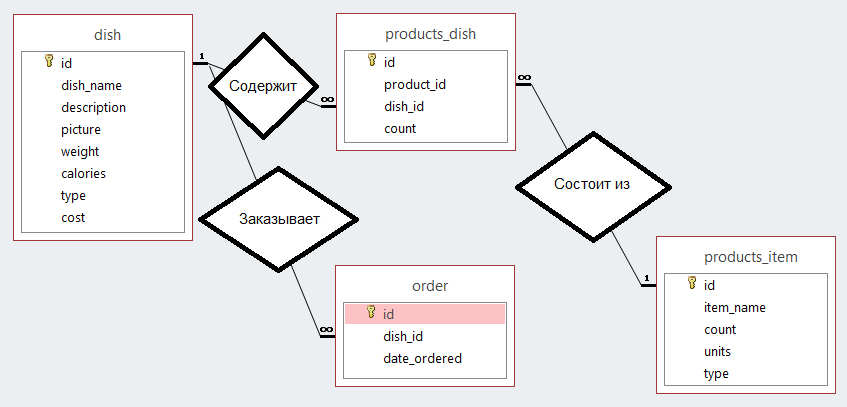 dish
id
dish_name
description
picture
weight
calories
type
cost
1
Содержит
∞
products_dish
id
product_id
dish_id
count
∞
Состоит из
1
Заказывает
∞
order
id
dish_id
date_ordered
products_item
id
item_name
count
units
type